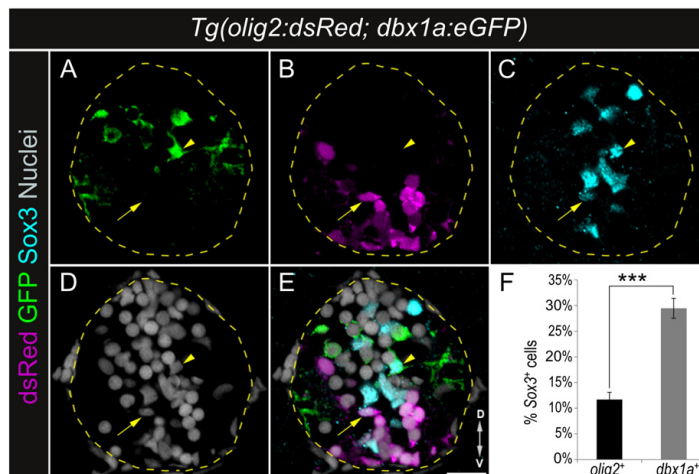 Tg(olig2:dsRed; dbx1a:eGFP)
dsRed GFP Sox3 Nuclei
A
B
C
D
E
D
V
F
% Sox3+ cells
35%
30%
25%
20%
15%
10%
5%
0%
***
olig2+
dbx1a+